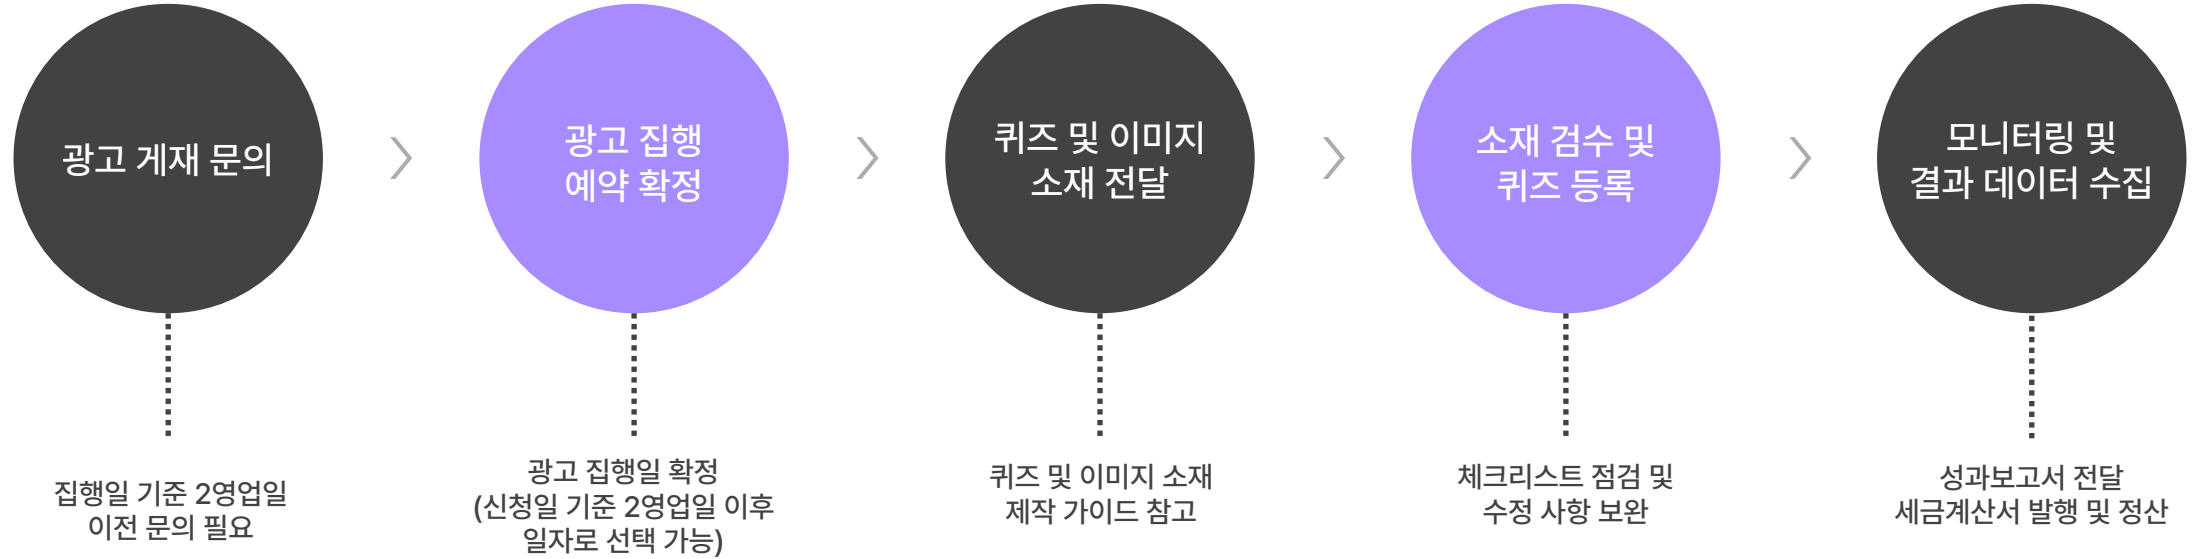 광고 게재 문의
광고 집행
예약 확정
퀴즈 및 이미지
소재 전달
소재 검수 및
퀴즈 등록
모니터링 및
결과 데이터 수집
집행일 기준 2영업일
이전 문의 필요
광고 집행일 확정
(신청일 기준 2영업일 이후
일자로 선택 가능)
퀴즈 및 이미지 소재
제작 가이드 참고
체크리스트 점검 및
수정 사항 보완
성과보고서 전달
세금계산서 발행 및 정산